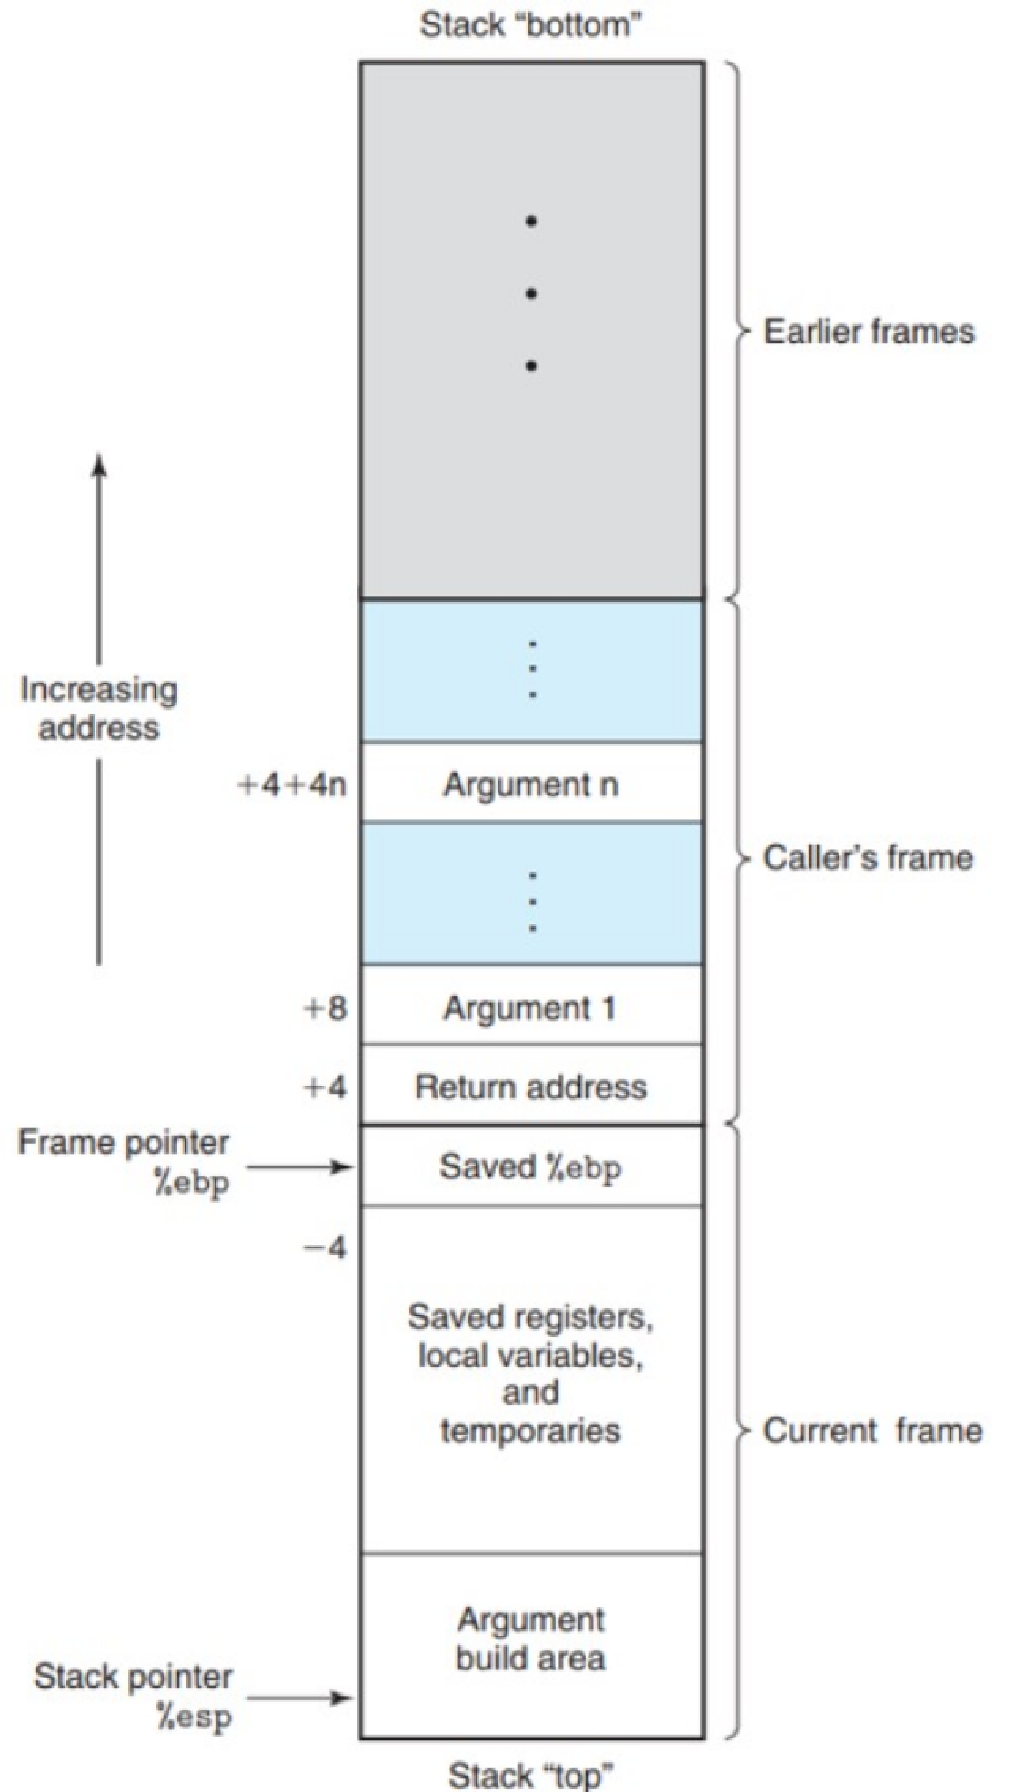 Stack “bottom”
Earlier frames
Increasing
address
+4+4n
Argument n
Caller’s frame
+8
Argument 1
+4
Return address
Frame pointer
%ebp
Saved %ebp
−4
Saved registers,
local variables,
and
temporaries
Current frame
Argument
build area
Stack pointer
%esp
Stack “top”